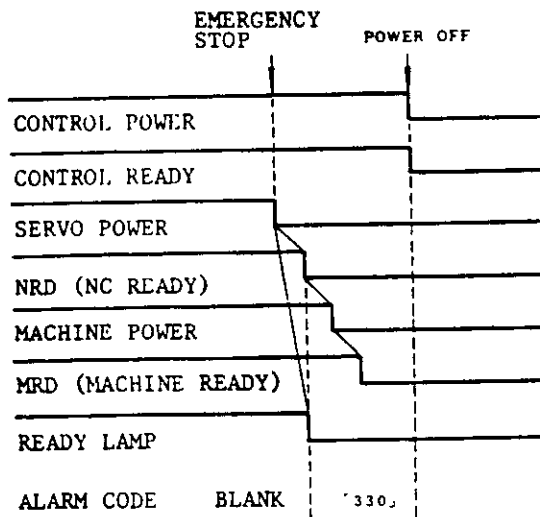 EMERGENCY
STOP
POWER OFF
CONTROL POWER
CONTROL READY
SERVO POWER
NRD (NC READY)
MACHINE POWER
MRD (MACHINE READY)
READY LAMP
ALARM CODE BLANK 「330」